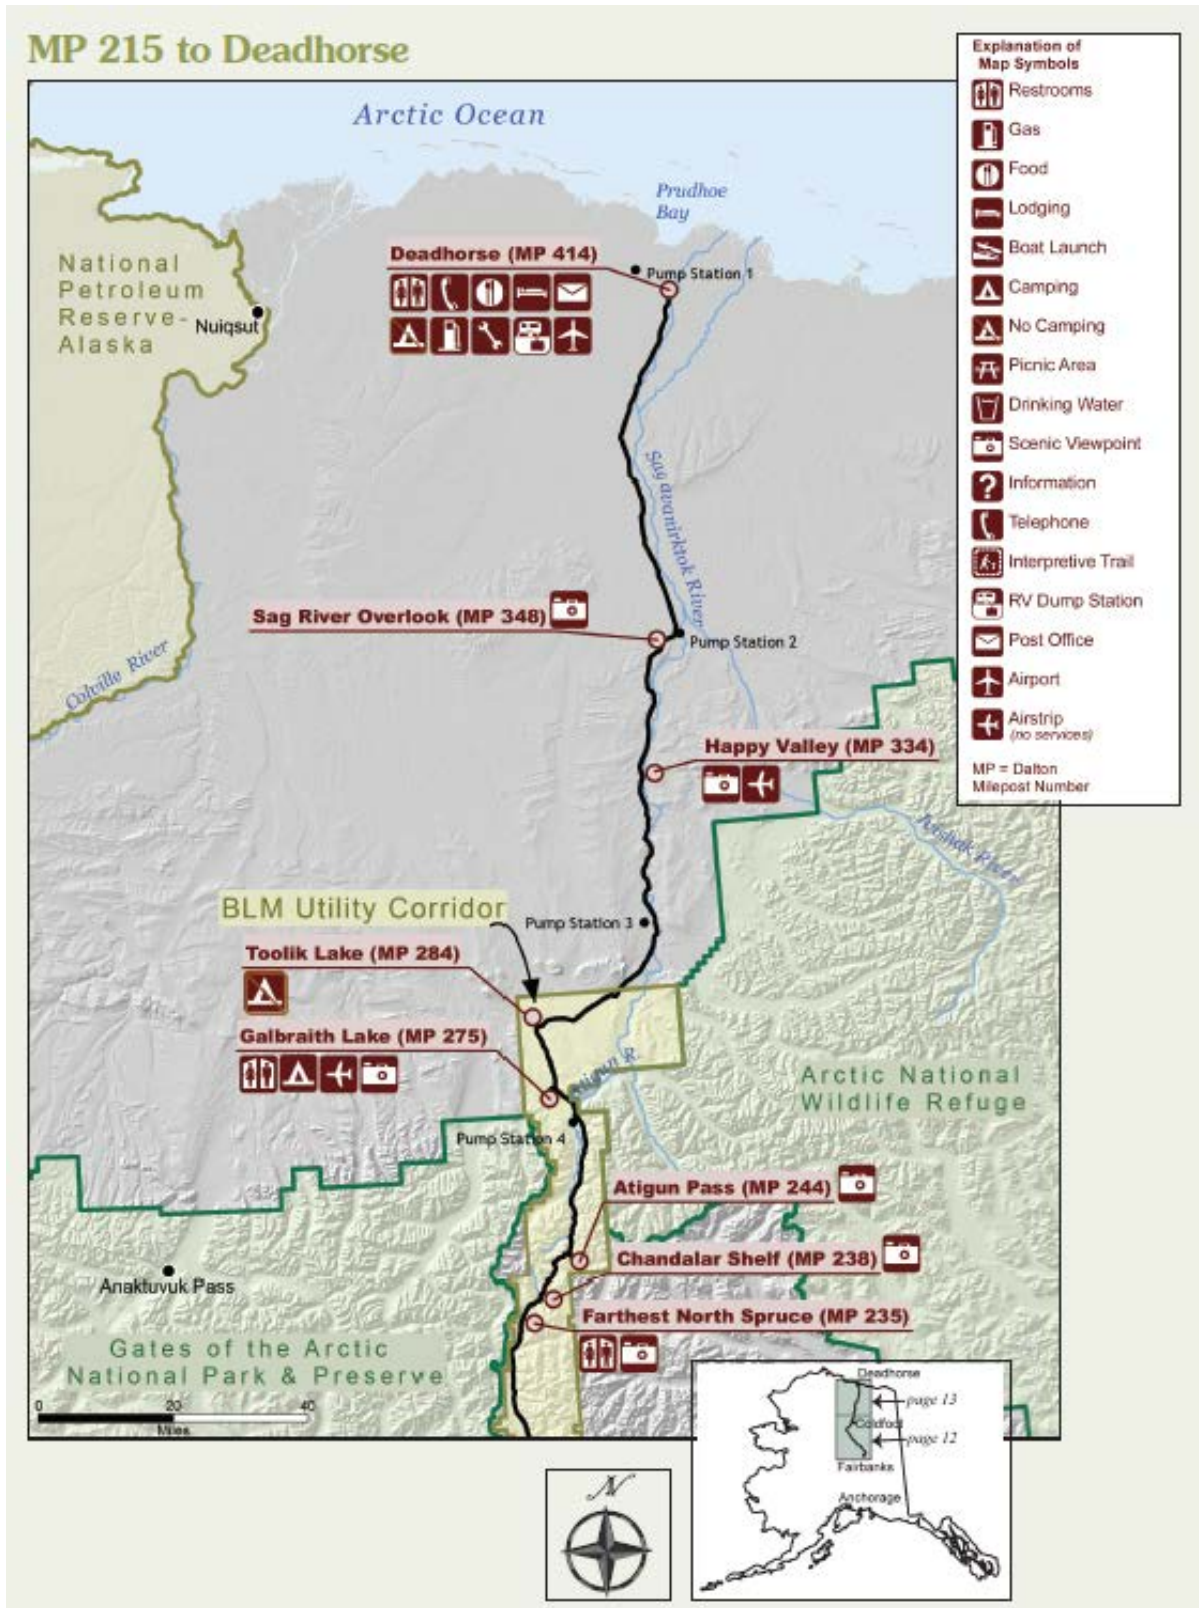 MP 215 to Deadhorse
Explanation of
Map Symbols
Restrooms
Gas
Food
Lodging
Boat Launch
Camping
No Camping
Picnic Area
Drinking Water
Scenic Viewpoint
Information
Telephone
Interpretive Trail
RV Dump Station
Post Office
Airport
Airstrip
(no services)
MP = Dalton
Milepost Number
Arctic Ocean
Prudhoe
Bay
Deadhorse (MP 414)
Pump Station 1
National
Petroleum
Reserve-
Alaska
Nuiqsut
Sagavanirktok River
Sag River Overlook (MP 348)
Pump Station 2
Colville River
Happy Valley (MP 334)
River
BLM Utility Corridor
Pump Station 3
Toolik Lake (MP 284)
Galbraith Lake (MP 275)
Atigun R.
Arctic National
Wildlife Refuge
Pump Station 4
Atigun Pass (MP 244)
Chandalar Shelf (MP 238)
Anaktuvuk Pass
Farthest North Spruce (MP 235)
Gates of the Arctic
National Park & Preserve
0 20 40
Miles
Deadhorse
page 13
Coldfoot
page 12
Fairbanks
Anchorage
N